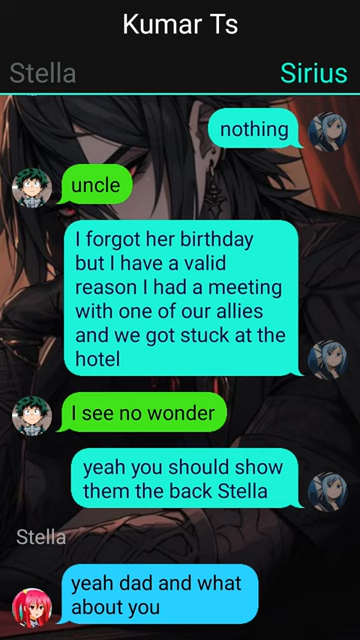 Kumar Ts
Stella
Sirius
nothing
uncle
I forgot her birthday
but I have a valid
reason I had a meeting
with one of our allies
and we got stuck at the
hotel
I see no wonder
yeah you should show
them the back Stella
Stella
yeah dad and what
about you